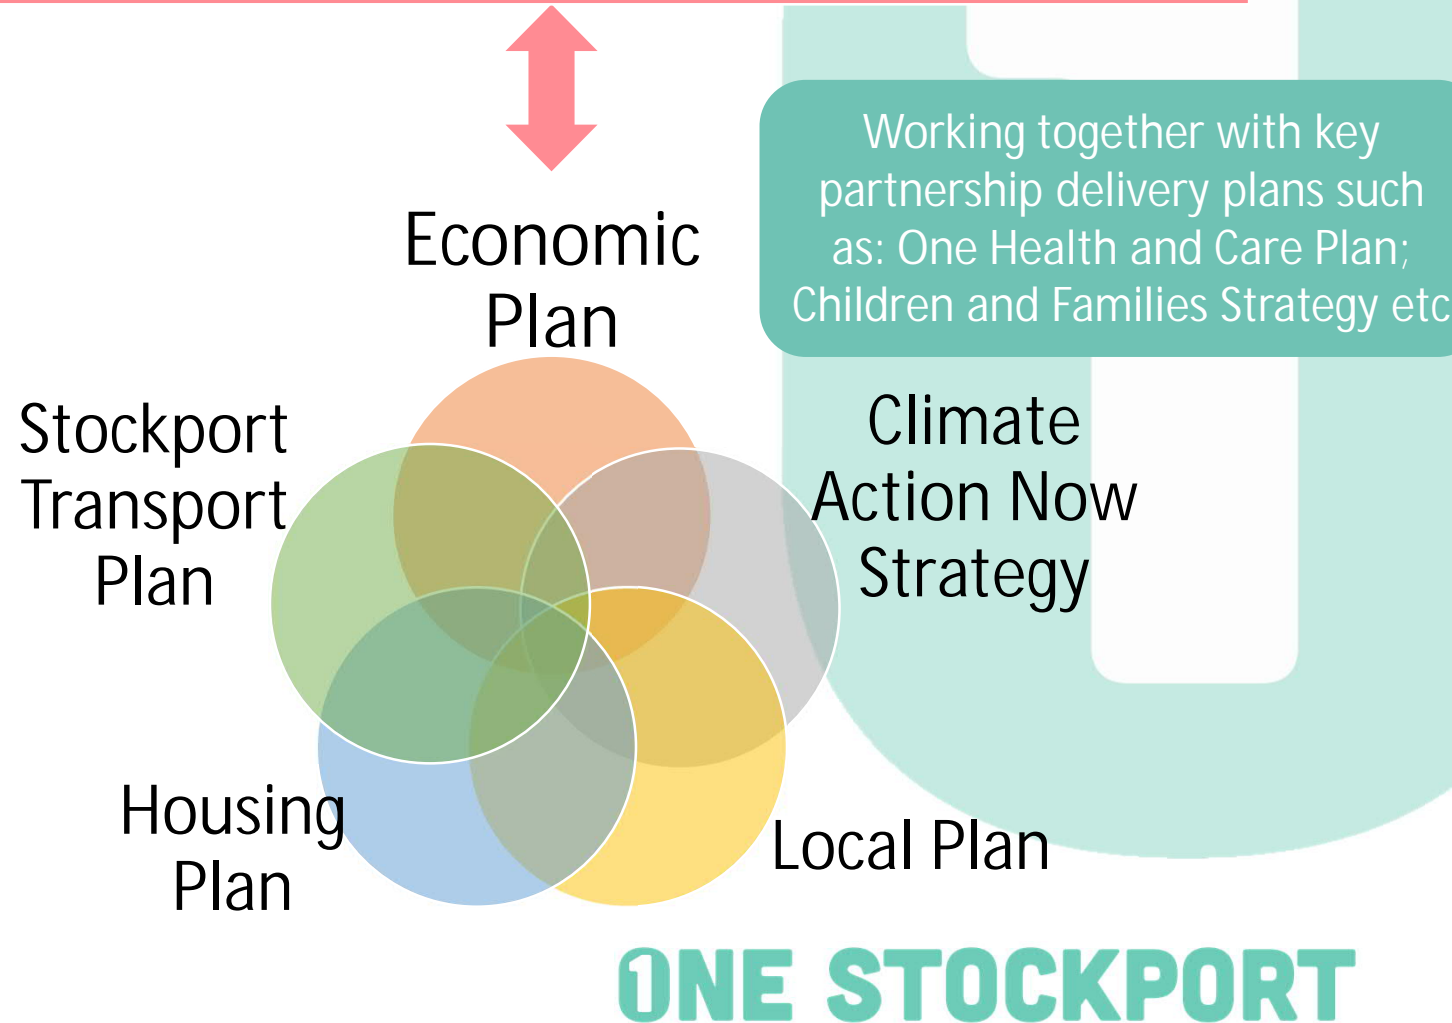 Working together with key
partnership delivery plans such
as: One Health and Care Plan;
Children and Families Strategy etc
Economic
Plan
Stockport
Transport
Plan
Climate
Action Now
Strategy
Housing
Plan
Local Plan
ONE STOCKPORT